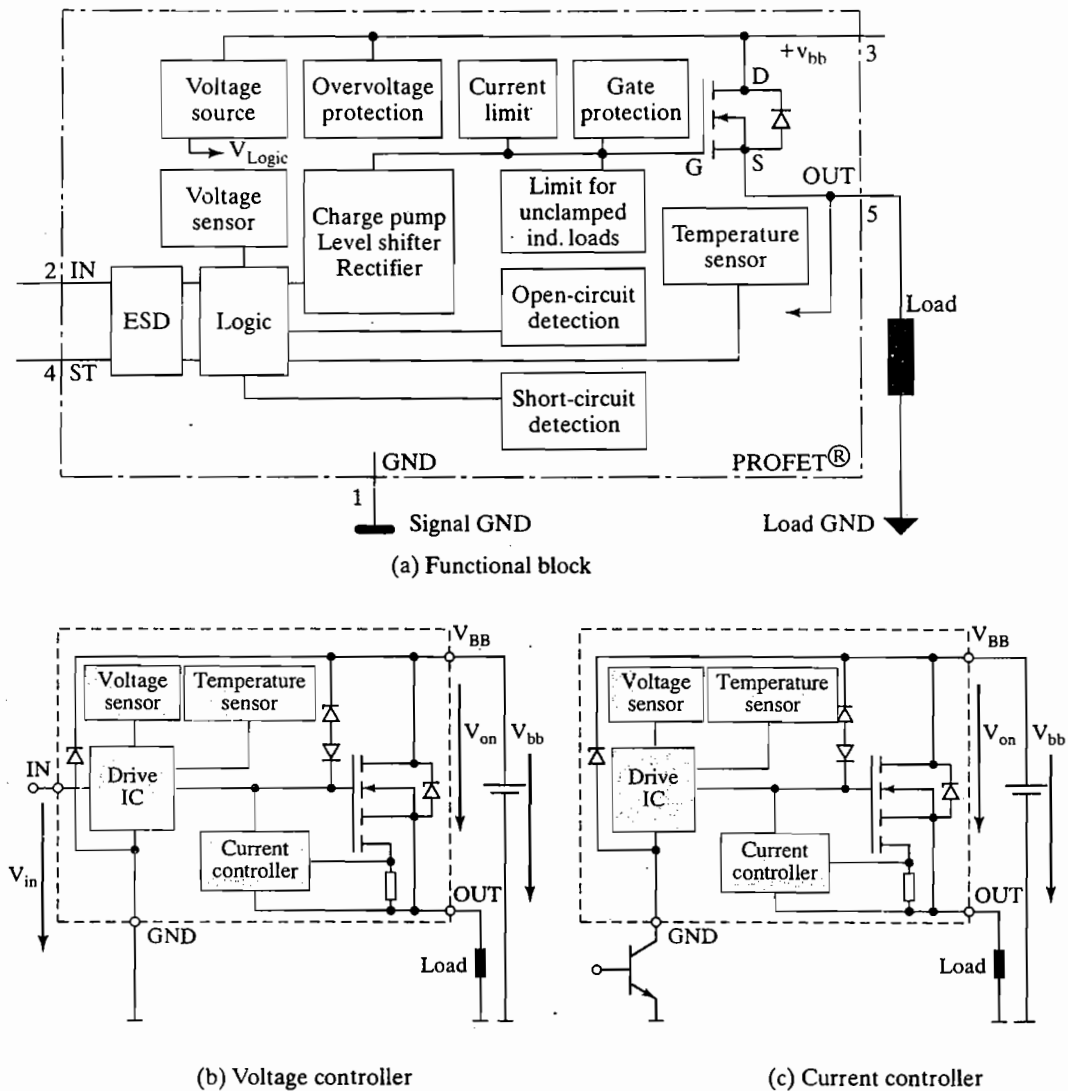 +v_bb
3
Voltage
source
Overvoltage
protection
Current
limit
Gate
protection
D
G
S
V_Logic
OUT
5
Voltage
sensor
Charge pump
Level shifter
Rectifier
Limit for
unclamped
ind. loads
Temperature
sensor
2 IN
ESD
Logic
Open-circuit
detection
Load
4 ST
Short-circuit
detection
GND
PROFET®
1
Signal GND
Load GND
(a) Functional block
V_BB
Voltage
sensor
Temperature
sensor
V_on
V_bb
IN
Drive
IC
V_in
Current
controller
OUT
GND
Load
(b) Voltage controller
V_BB
Voltage
sensor
Temperature
sensor
V_on
V_bb
Drive
IC
Current
controller
OUT
GND
Load
(c) Current controller